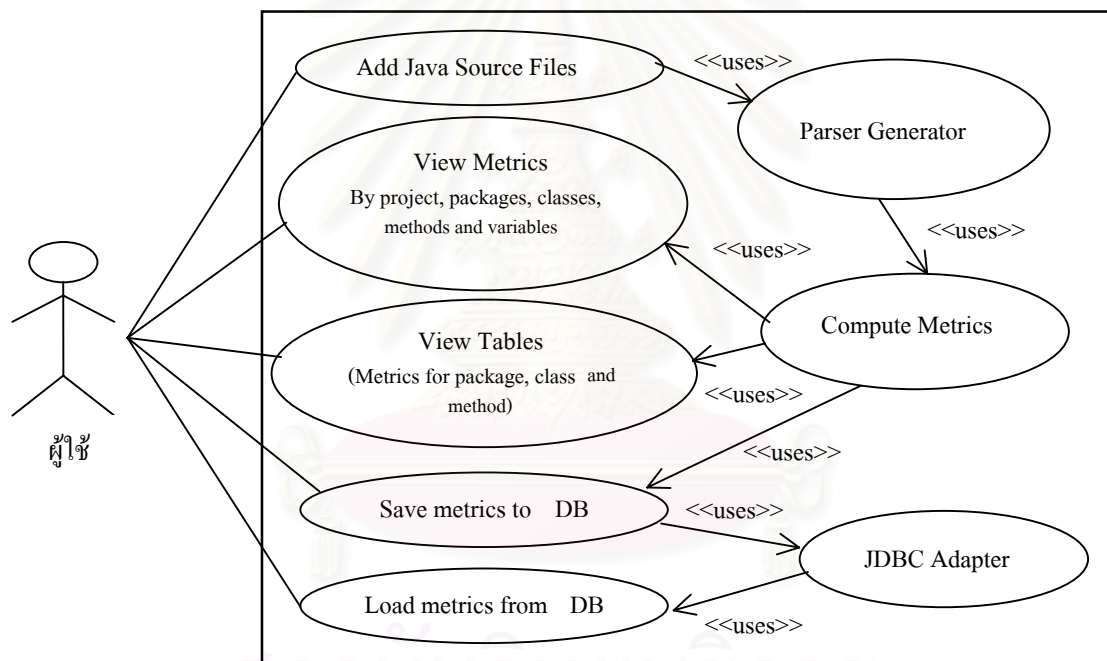 Add Java Source Files
<<uses>>
Parser Generator
View Metrics
By project, packages, classes,
methods and variables
<<uses>>
<<uses>>
Compute Metrics
View Tables
(Metrics for package, class and
method)
<<uses>>
ผู้ใช้
<<uses>>
Save metrics to DB
<<uses>>
JDBC Adapter
Load metrics from DB
<<uses>>